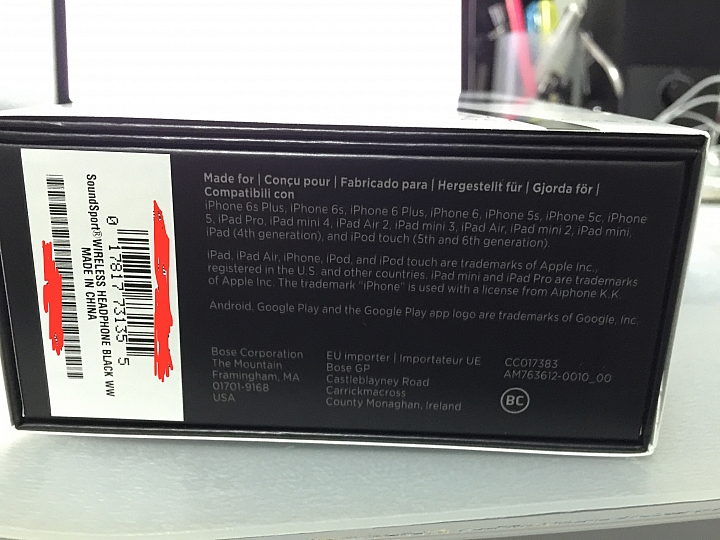 SoundSport®WIRELESS HEADPHONE BLACK WW
MADE IN CHINA
0 17817 73135 5
Made for | Conçu pour | Fabricado para | Hergestellt für | Gjorda för |
Compatibili con
iPhone 6s Plus, iPhone 6s, iPhone 6 Plus, iPhone 6, iPhone 5s, iPhone 5c, iPhone
5, iPad Pro, iPad mini 4, iPad Air 2, iPad mini 3, iPad Air, iPad mini 2, iPad mini,
iPad (4th generation), and iPod touch (5th and 6th generation).
iPad, iPad Air, iPhone, iPod, and iPod touch are trademarks of Apple Inc.,
registered in the U.S. and other countries. iPad mini and iPad Pro are trademarks
of Apple Inc. The trademark "iPhone" is used with a license from Aiphone K.K.
Android, Google Play and the Google Play app logo are trademarks of Google, Inc.
Bose Corporation
The Mountain
Framingham, MA
01701-9168
USA
EU importer | Importateur UE
Bose GP
Castleblayney Road
Carrickmacross
County Monaghan, Ireland
CC017383
AM763612-0010_00
BC